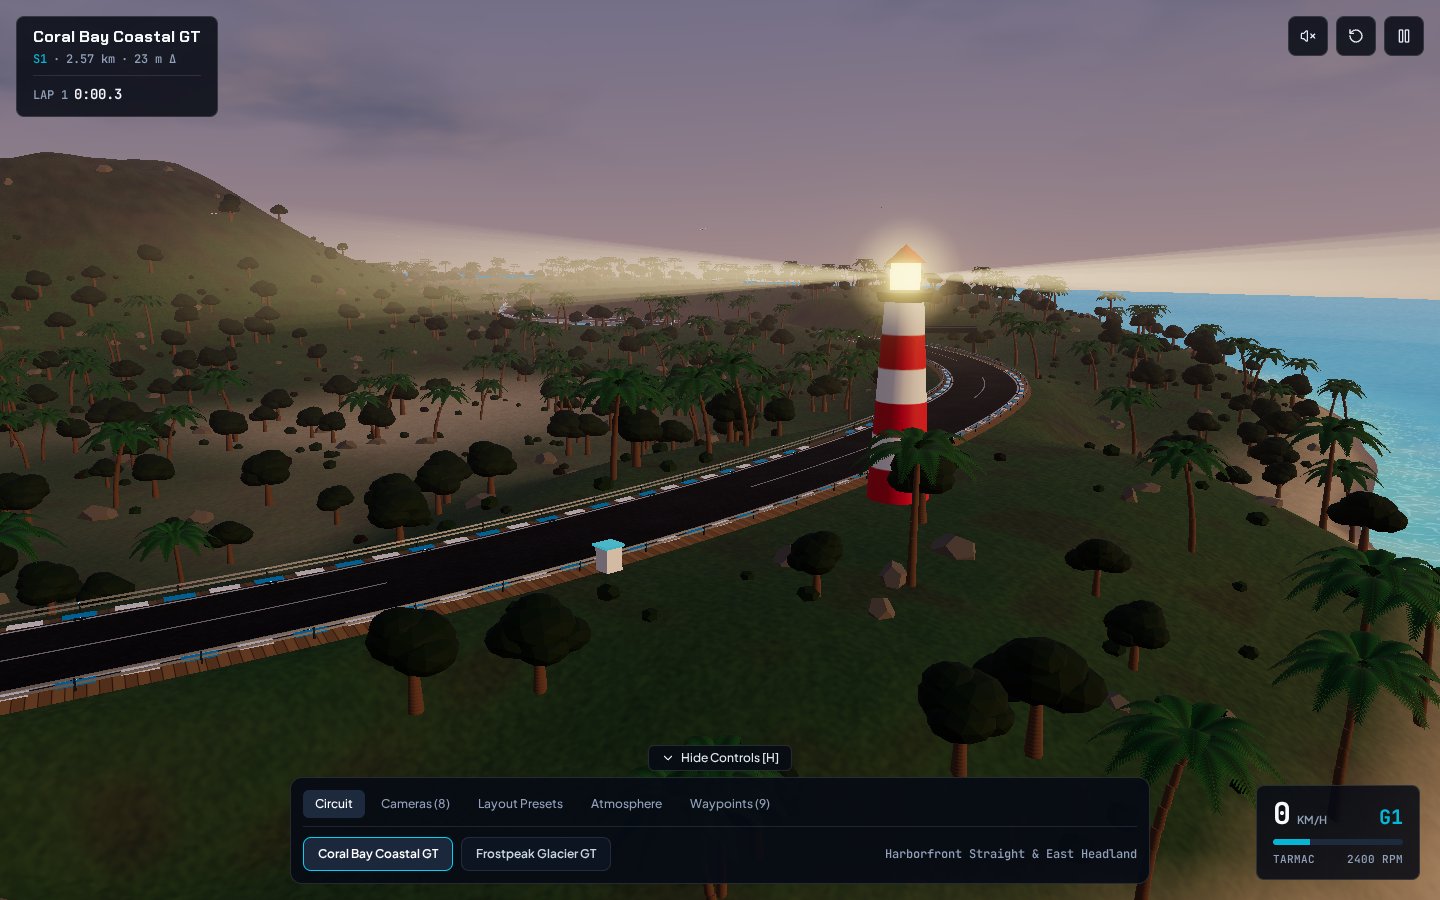 Coral Bay Coastal GT
S1 · 2.57 km · 23 m Δ
LAP 1 0:00.3
Hide Controls [H]
Circuit Cameras (8) Layout Presets Atmosphere Waypoints (9)
Coral Bay Coastal GT Frostpeak Glacier GT Harborfront Straight & East Headland
0 KM/H G1
TARMAC 2400 RPM